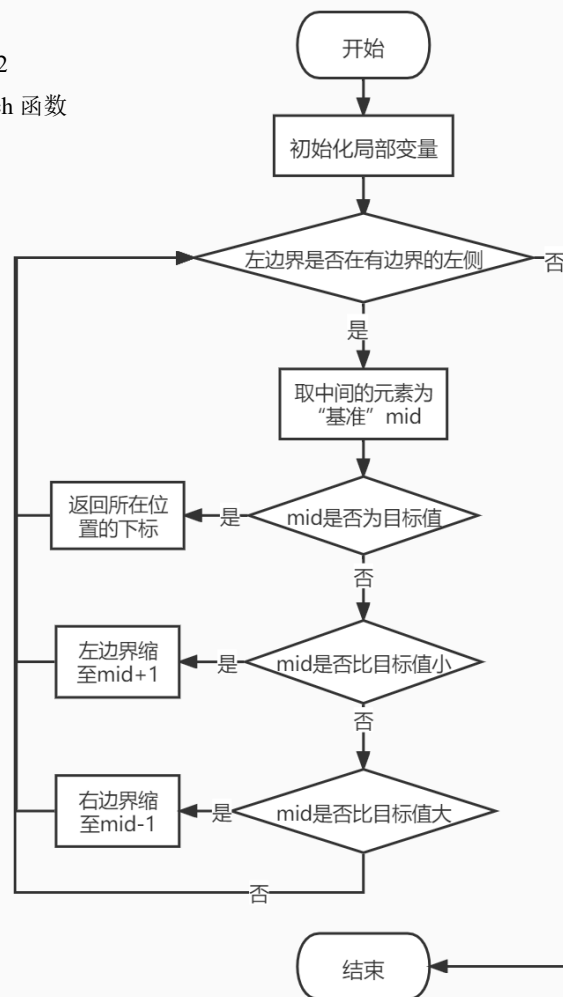 开始
2
h 函数
初始化局部变量
左边界是否在有边界的左侧
否
是
取中间的元素为
“基准”mid
返回所在位
置的下标
是
mid是否为目标值
否
左边界缩
至mid+1
是
mid是否比目标值小
否
右边界缩
至mid-1
是
mid是否比目标值大
否
结束